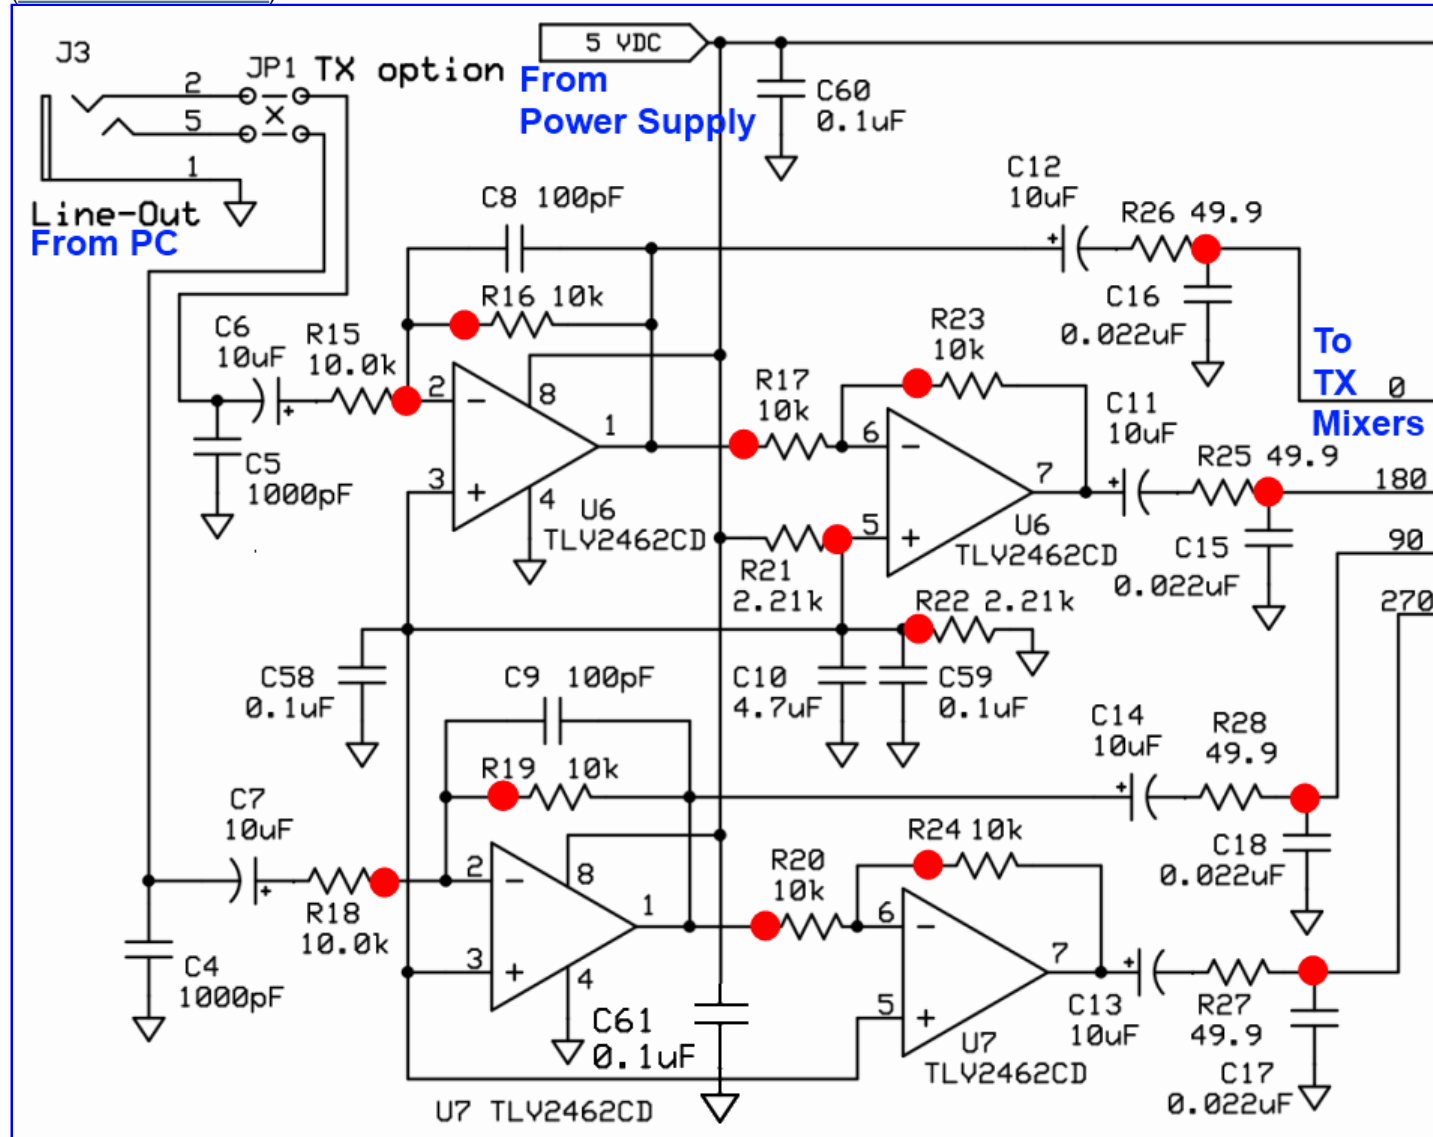 J3
JP1 TX option
2
5
1
Line-Out
From PC
5 VDC
From
Power Supply
C60
0.1uF
C8 100pF
R16 10k
C6
10uF
R15
10.0k
C5
1000pF
2
3
8
4
1
U6
TLV2462CD
C12
10uF
R26 49.9
C16
0.022uF
To
TX
Mixers
0
R23
10k
R17
10k
6
5
7
U6
TLV2462CD
C11
10uF
R25 49.9
180
C15
0.022uF
90
270
R21
2.21k
R22 2.21k
C58
0.1uF
C10
4.7uF
C59
0.1uF
C9 100pF
R19 10k
C7
10uF
R18
10.0k
C4
1000pF
2
3
8
4
1
U7 TLV2462CD
C61
0.1uF
C14
10uF
R28
49.9
C18
0.022uF
R24 10k
R20
10k
6
5
7
U7
TLV2462CD
C13
10uF
R27
49.9
C17
0.022uF